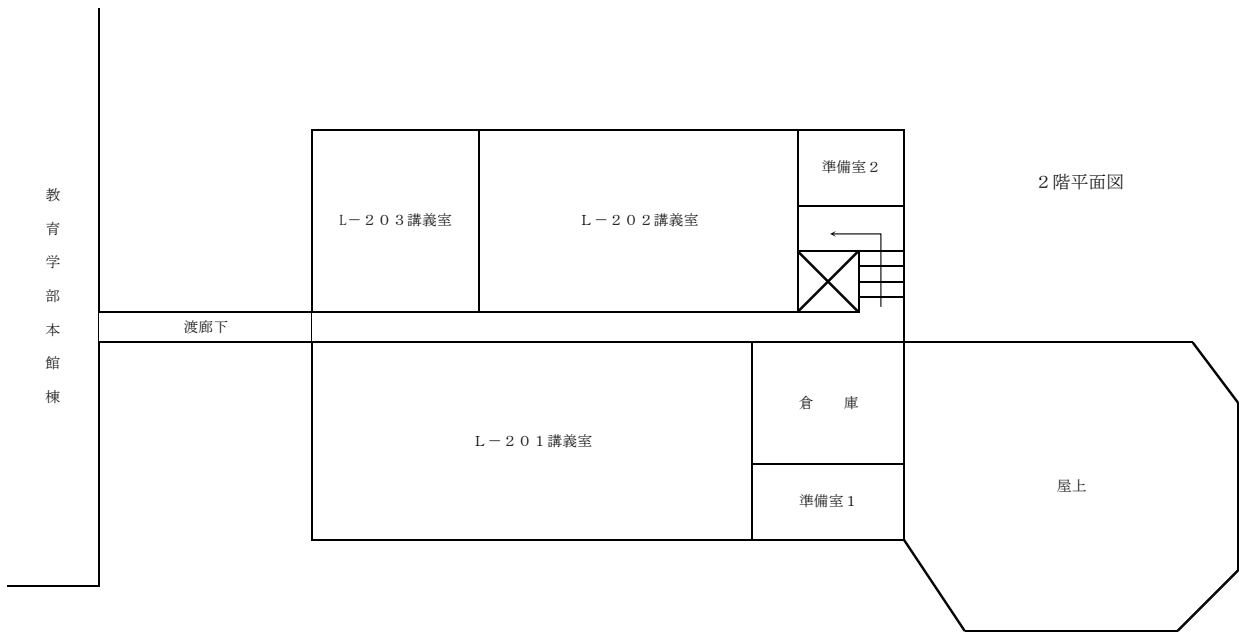 教育学部本館棟
渡廊下
L－２０３講義室
Ｌ－２０２講義室
準備室２
２階平面図
Ｌ－２０１講義室
倉　　庫
準備室１
屋上